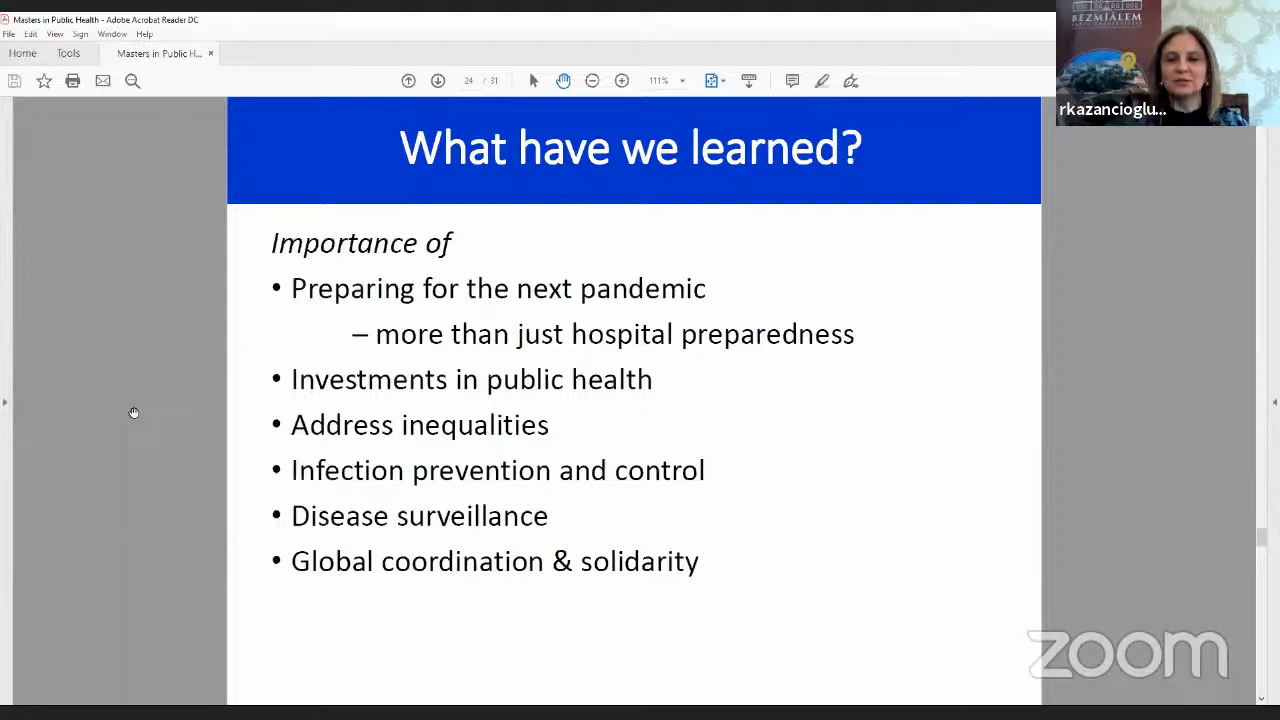 Masters in Public Health - Adobe Acrobat Reader DC
File Edit View Sign Window Help
Home Tools Masters in Public H... ×
24 / 31 111%
BEZMİÂLEM
rkazancioglu...
What have we learned?
Importance of
• Preparing for the next pandemic
– more than just hospital preparedness
• Investments in public health
• Address inequalities
• Infection prevention and control
• Disease surveillance
• Global coordination & solidarity
zoom